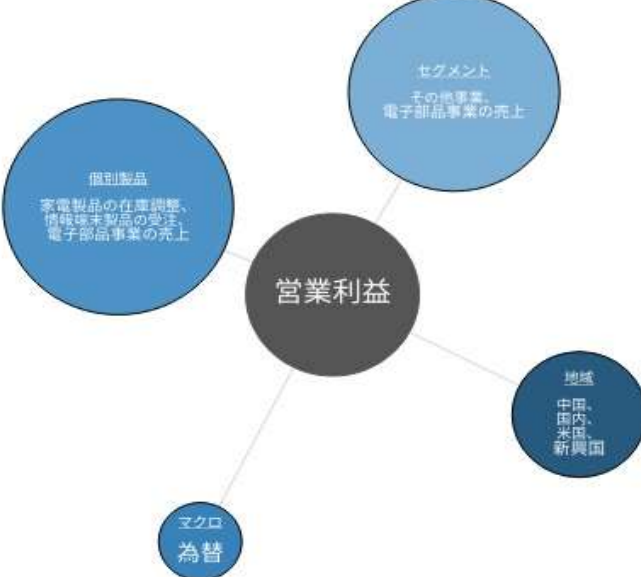 セグメント
その他事業、
電子部品事業の売上
個別製品
家電製品の在庫調整、
情報端末製品の受注、
電子部品事業の売上
営業利益
地域
中国、
国内、
米国、
新興国
マクロ
為替